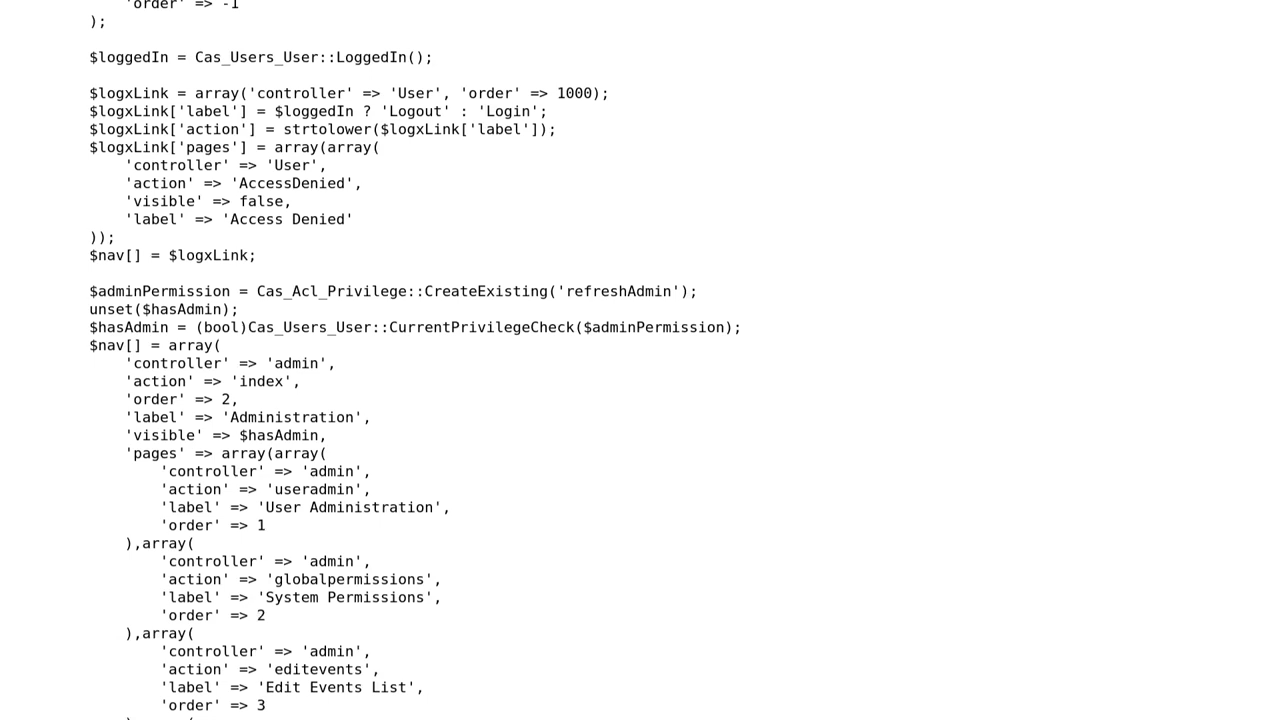 'order' => -1
);
$loggedIn = Cas_Users_User::LoggedIn();
$logxLink = array('controller' => 'User', 'order' => 1000);
$logxLink['label'] = $loggedIn ? 'Logout' : 'Login';
$logxLink['action'] = strtolower($logxLink['label']);
$logxLink['pages'] = array(array(
'controller' => 'User',
'action' => 'AccessDenied',
'visible' => false,
'label' => 'Access Denied'
));
$nav[] = $logxLink;
$adminPermission = Cas_Acl_Privilege::CreateExisting('refreshAdmin');
unset($hasAdmin);
$hasAdmin = (bool)Cas_Users_User::CurrentPrivilegeCheck($adminPermission);
$nav[] = array(
'controller' => 'admin',
'action' => 'index',
'order' => 2,
'label' => 'Administration',
'visible' => $hasAdmin,
'pages' => array(array(
'controller' => 'admin',
'action' => 'useradmin',
'label' => 'User Administration',
'order' => 1
),array(
'controller' => 'admin',
'action' => 'globalpermissions',
'label' => 'System Permissions',
'order' => 2
),array(
'controller' => 'admin',
'action' => 'editevents',
'label' => 'Edit Events List',
'order' => 3